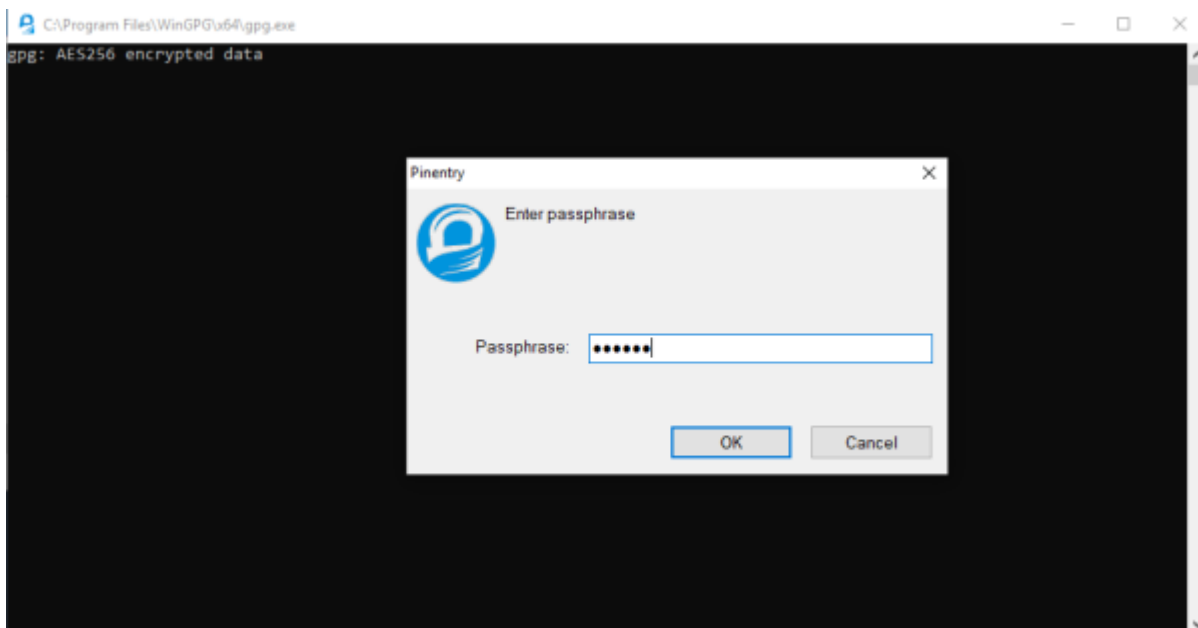 C:\Program Files\WinGPG\x64\gpg.exe
gpg: AES256 encrypted data
Pinentry
Enter passphrase
Passphrase: ●●●●●●
OK Cancel